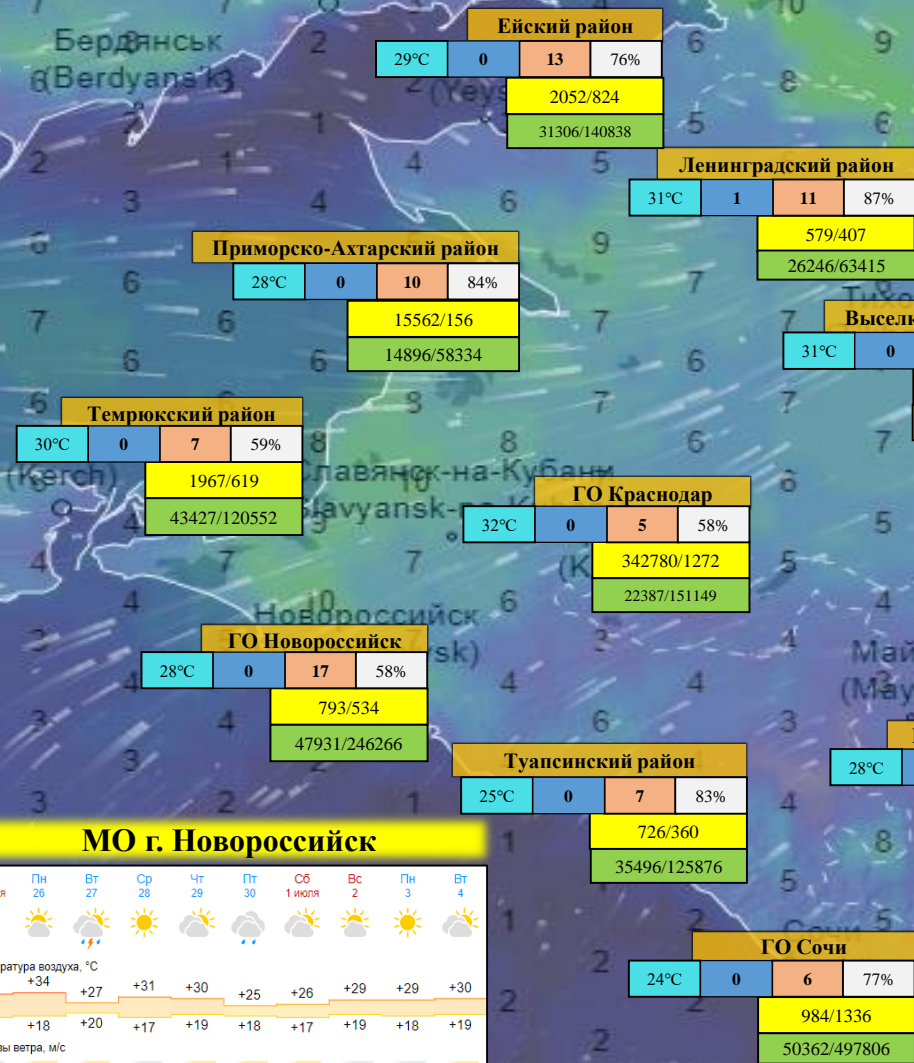 Бердянськ
(Berdyans'k)
Ейский район
29°C 0 13 76%
2052/824
31306/140838
Ленинградский район
31°C 1 11 87%
579/407
26246/63415
Приморско-Ахтарский район
28°C 0 10 84%
15562/156
14896/58334
31°C 0
Темрюкский район
30°C 0 7 59%
1967/619
43427/120552
(Kerch)
Славянск-на-Кубани
ГО Краснодар
32°C 0 5 58%
342780/1272
22387/151149
Новороссийск
ГО Новороссийск
28°C 0 17 58%
793/534
47931/246266
28°C
Туапсинский район
25°C 0 7 83%
726/360
35496/125876
ГО Сочи
24°C 0 6 77%
984/1336
50362/497806
МО г. Новороссийск
Пн Вт Ср Чт Пт Сб Вс Пн Вт
26 27 28 29 30 1 июля 2 3 4
ратура воздуха, °C
+34 +27 +31 +30 +25 +26 +29 +29 +30
+18 +20 +17 +19 +18 +17 +19 +18 +19
вы ветра, м/с